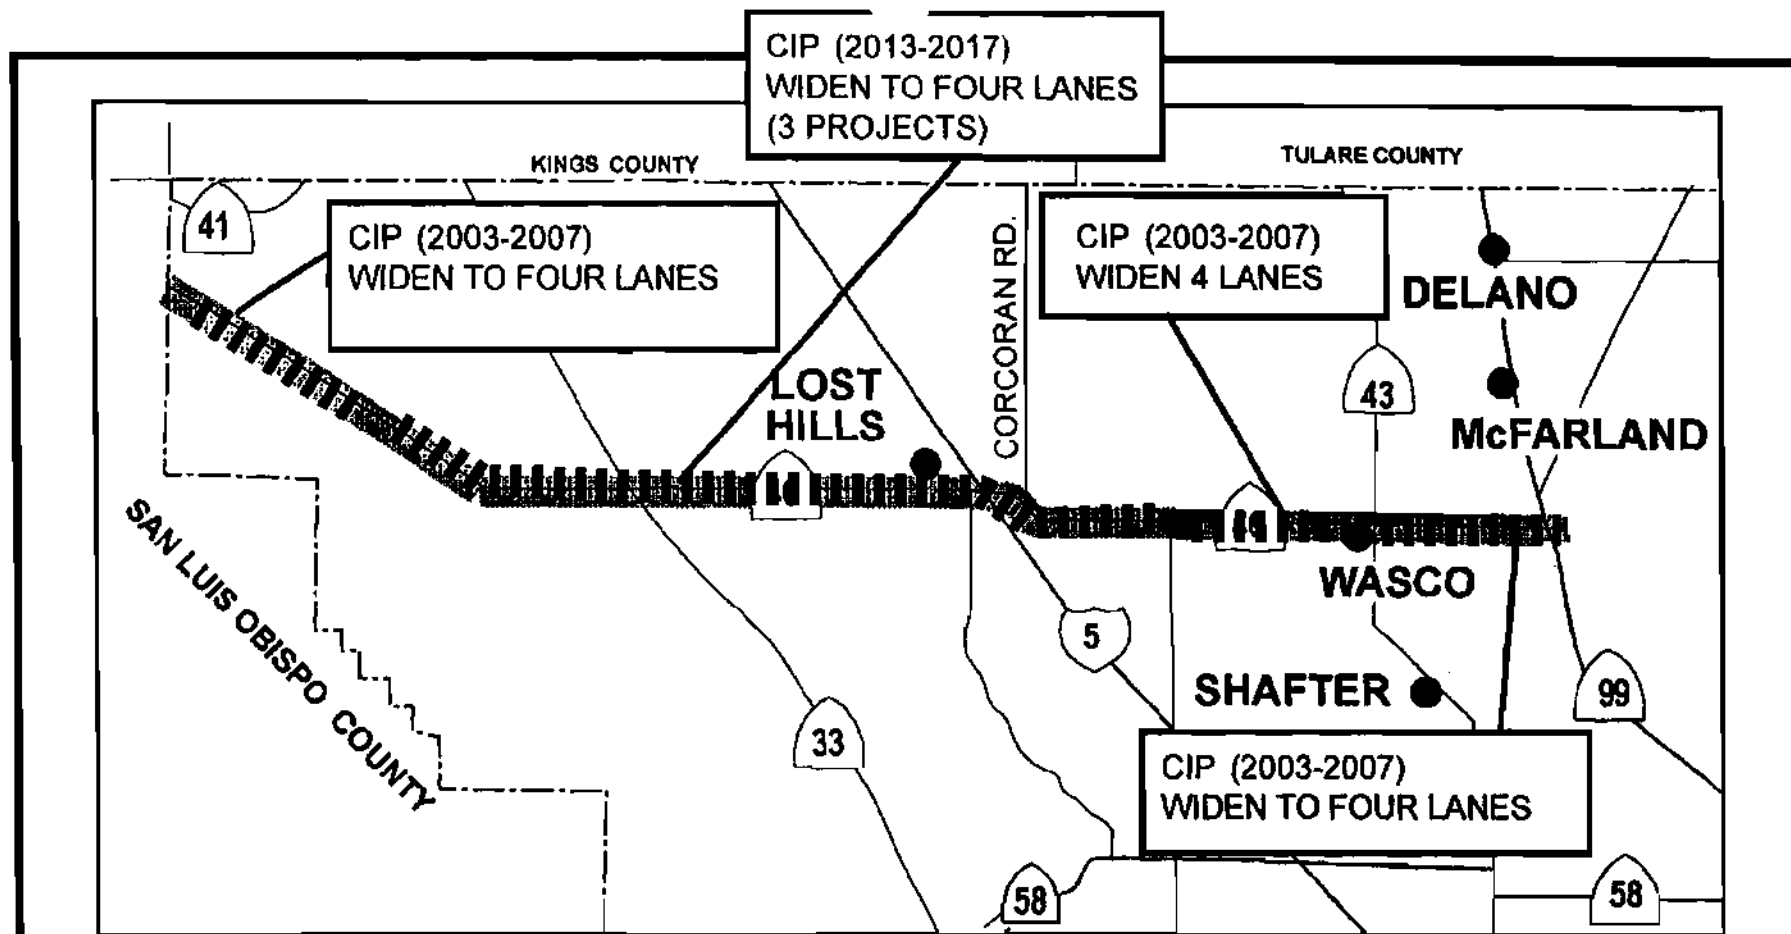 CIP (2013-2017)
WIDEN TO FOUR LANES
(3 PROJECTS)
KINGS COUNTY
TULARE COUNTY
41
CIP (2003-2007)
WIDEN TO FOUR LANES
CORCORAN RD.
CIP (2003-2007)
WIDEN 4 LANES
DELANO
43
McFARLAND
LOST
HILLS
WASCO
SAN LUIS OBISPO COUNTY
5
SHAFTER
99
33
CIP (2003-2007)
WIDEN TO FOUR LANES
58
58